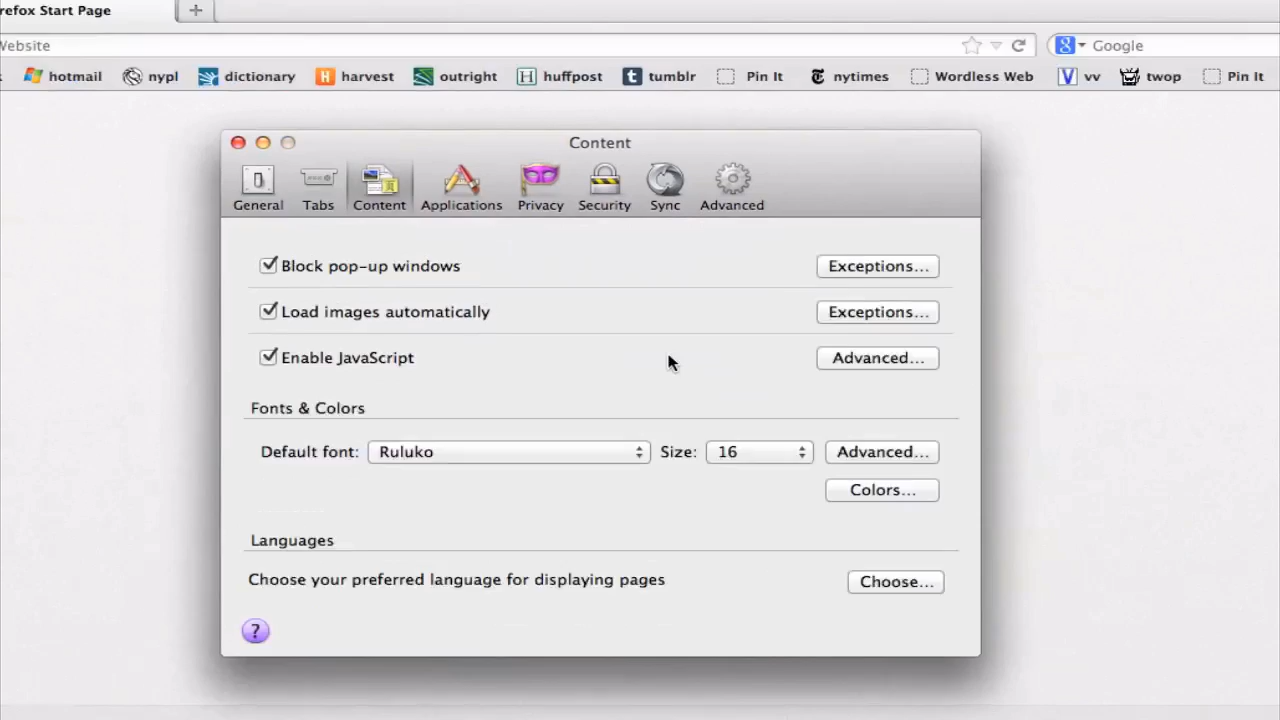 refox Start Page
Website
Google
hotmail nypl dictionary harvest outright huffpost tumblr Pin It nytimes Wordless Web vv twop Pin It
Content
General Tabs Content Applications Privacy Security Sync Advanced
Block pop-up windows Exceptions...
Load images automatically Exceptions...
Enable JavaScript Advanced...
Fonts & Colors
Default font: Ruluko Size: 16 Advanced...
Colors...
Languages
Choose your preferred language for displaying pages Choose...
?